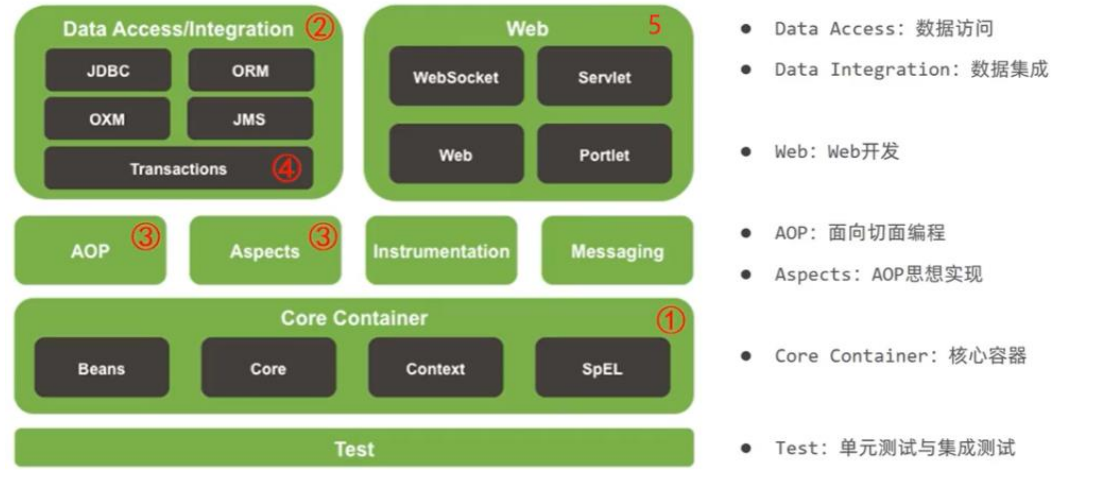 Data Access/Integration ②
JDBC ORM
OXM JMS
Transactions ④
Web 5
WebSocket Servlet
Web Portlet
AOP ③
Aspects ③
Instrumentation
Messaging
Core Container ①
Beans Core Context SpEL
Test
● Data Access: 数据访问
● Data Integration: 数据集成
● Web: Web开发
● AOP: 面向切面编程
● Aspects: AOP思想实现
● Core Container: 核心容器
● Test: 单元测试与集成测试